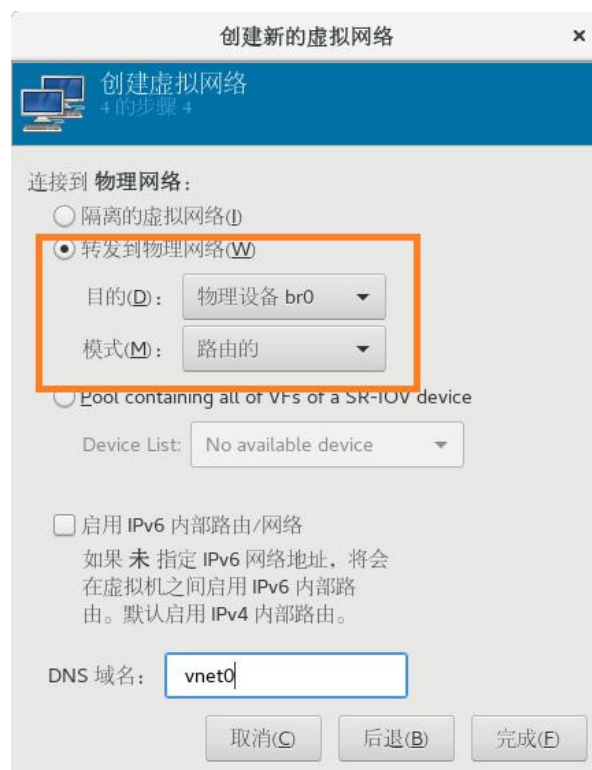 创建新的虚拟网络 ×
创建虚拟网络
4 的步骤 4
连接到 物理网络：
隔离的虚拟网络(I)
转发到物理网络(W)
目的(D)： 物理设备 br0
模式(M)： 路由的
Pool containing all of VFs of a SR-IOV device
Device List: No available device
启用 IPv6 内部路由/网络
如果 未 指定 IPv6 网络地址，将会
在虚拟机之间启用 IPv6 内部路
由。默认启用 IPv4 内部路由。
DNS 域名： vnet0
取消(C) 后退(B) 完成(F)